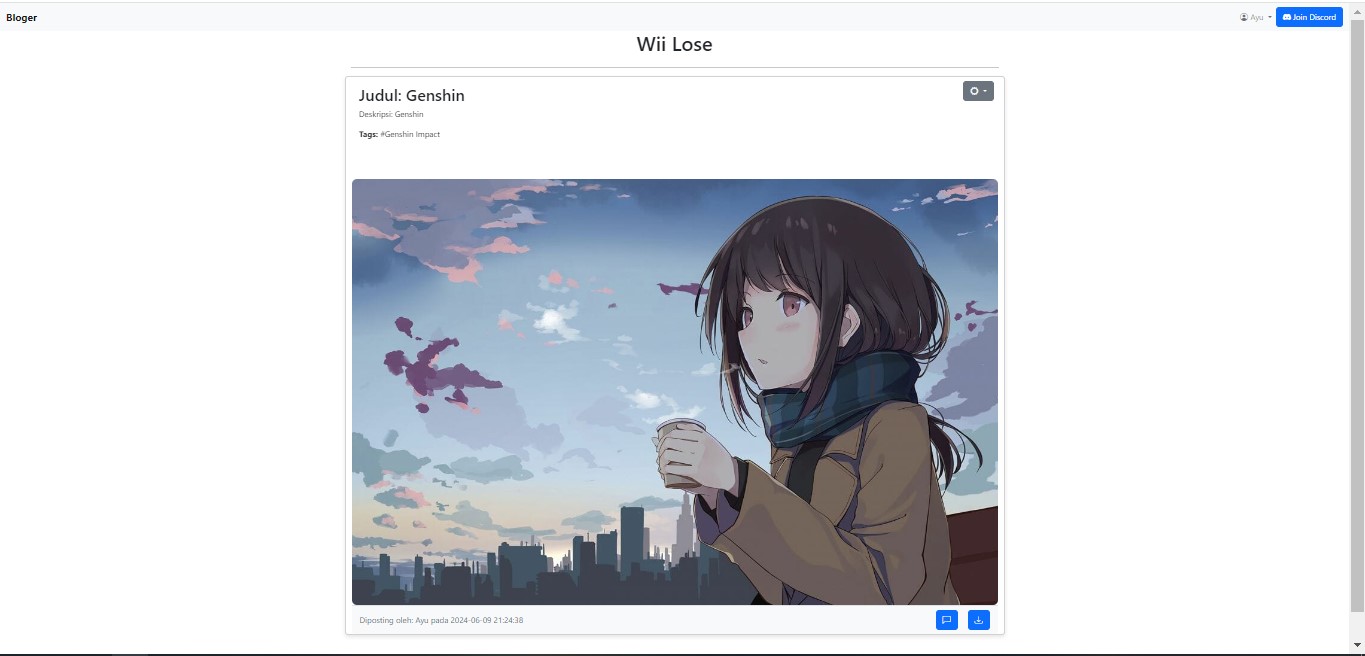 Bloger
Ayu
Join Discord
Wii Lose
Judul: Genshin
Deskripsi: Genshin
Tags: #Genshin Impact
Diposting oleh: Ayu pada 2024-06-09 21:24:38